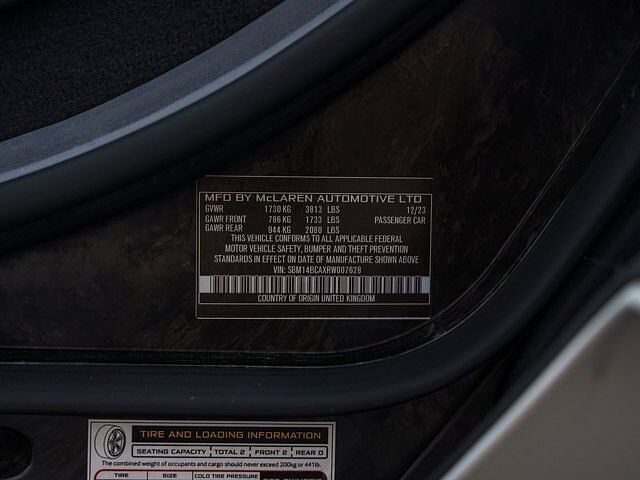 MFD BY McLAREN AUTOMOTIVE LTD
GVWR 1730 KG 3813 LBS 12/23
GAWR FRONT 786 KG 1733 LBS PASSENGER CAR
GAWR REAR 944 KG 2080 LBS
THIS VEHICLE CONFORMS TO ALL APPLICABLE FEDERAL
MOTOR VEHICLE SAFETY, BUMPER AND THEFT PREVENTION
STANDARDS IN EFFECT ON DATE OF MANUFACTURE SHOWN ABOVE
VIN: SBM14BCAXRW007628
COUNTRY OF ORIGIN UNITED KINGDOM
TIRE AND LOADING INFORMATION
SEATING CAPACITY TOTAL 2 FRONT 2 REAR 0
The combined weight of occupants and cargo should never exceed 200kg or 441lb.
TIRE SIZE COLD TIRE PRESSURE